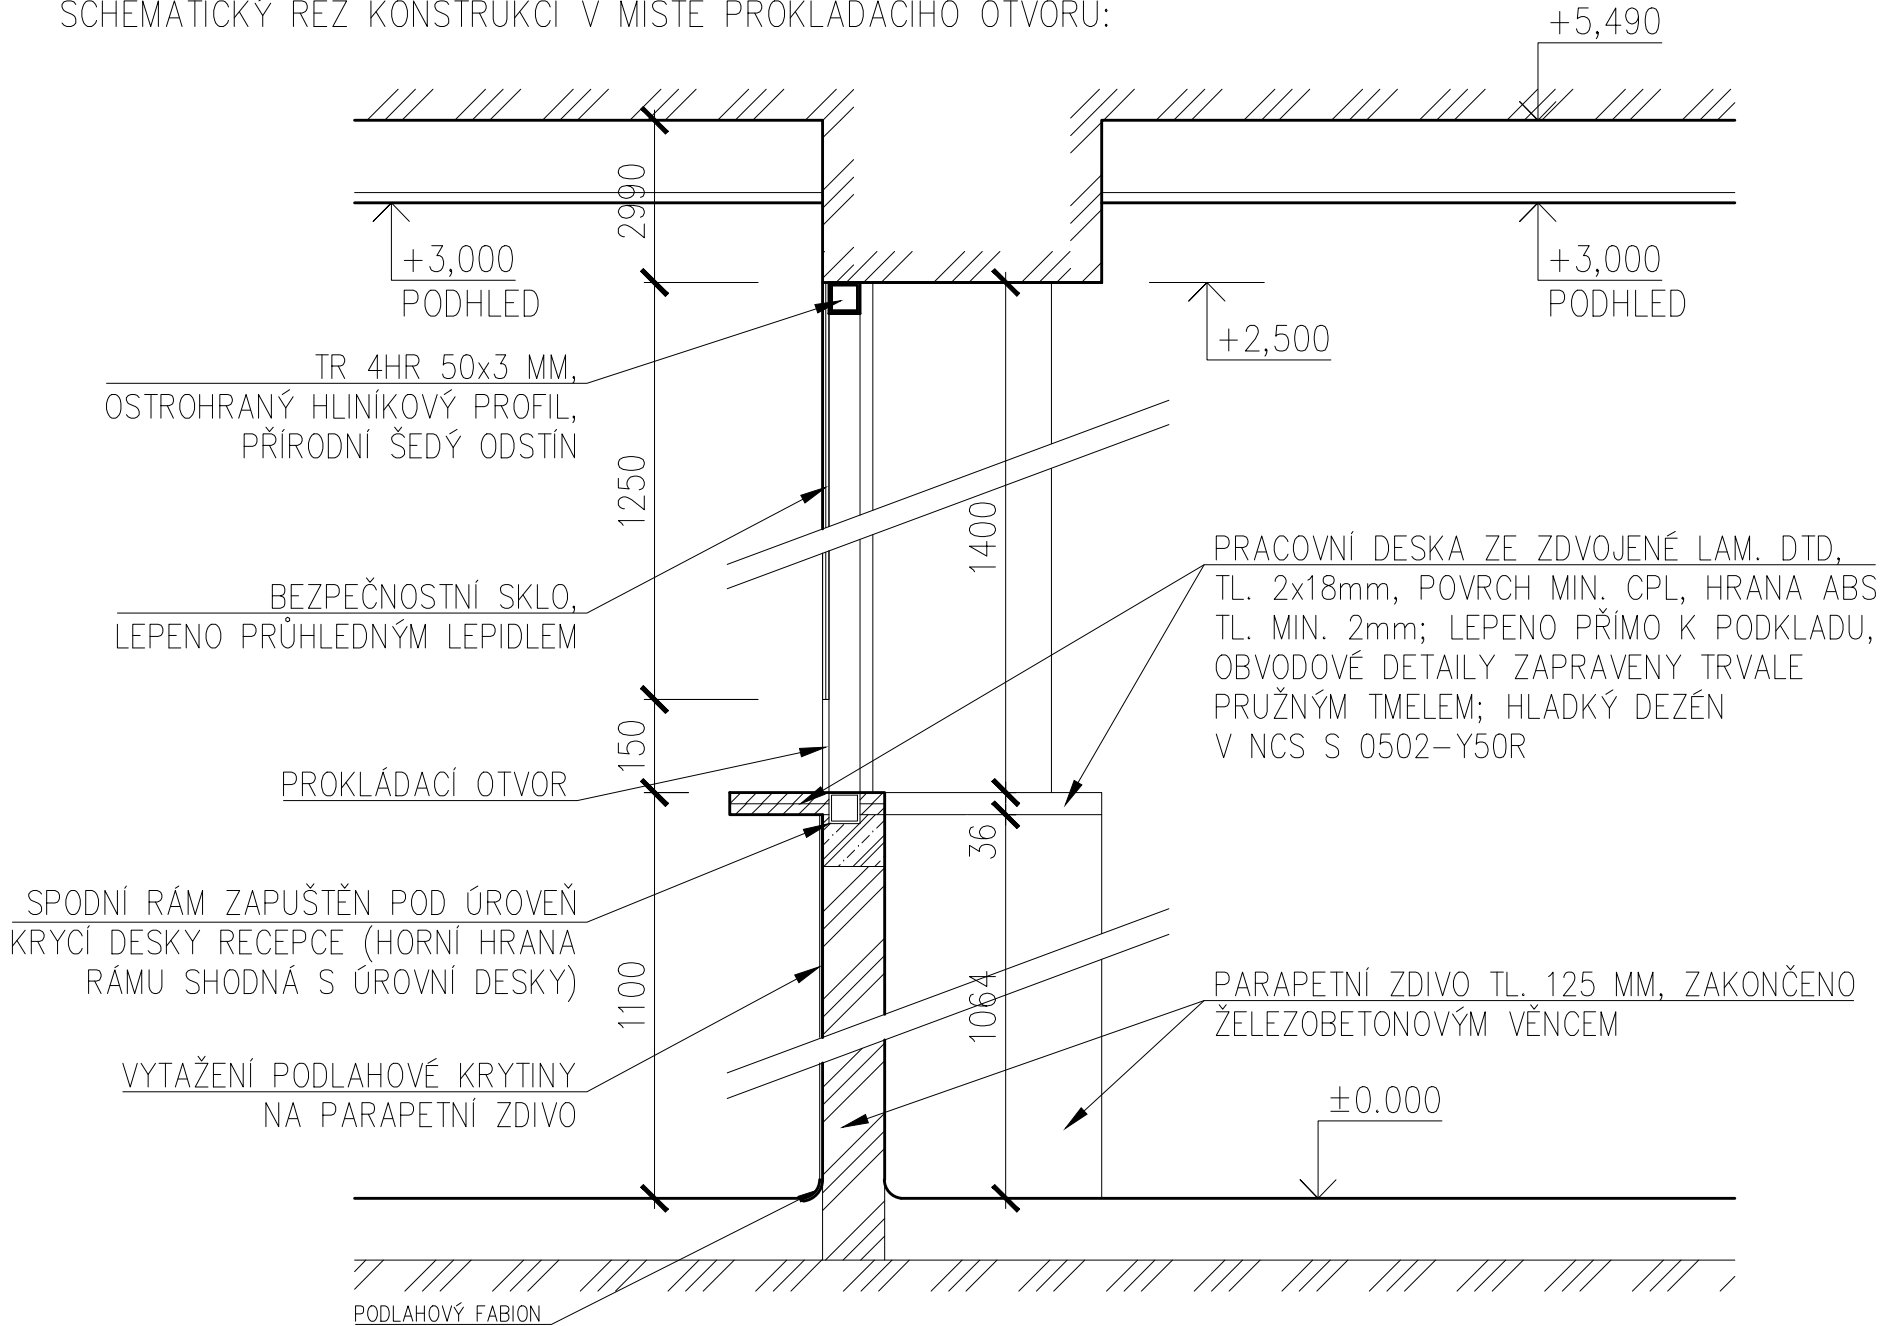 SCHEMATICKÝ ŘEZ KONSTRUKCÍ V MÍSTĚ PROKLÁDACÍHO OTVORU:
+5,490
2990
+3,000
PODHLED
+3,000
PODHLED
+2,500
TR 4HR 50x3 MM,
OSTROHRANÝ HLINÍKOVÝ PROFIL,
PŘÍRODNÍ ŠEDÝ ODSTÍN
1250
1400
BEZPEČNOSTNÍ SKLO,
LEPENO PRŮHLEDNÝM LEPIDLEM
PRACOVNÍ DESKA ZE ZDVOJENÉ LAM. DTD,
TL. 2x18mm, POVRCH MIN. CPL, HRANA ABS
TL. MIN. 2mm; LEPENO PŘÍMO K PODKLADU,
OBVODOVÉ DETAILY ZAPRAVENY TRVALE
PRUŽNÝM TMELEM; HLADKÝ DEZÉN
V NCS S 0502-Y50R
150
PROKLÁDACÍ OTVOR
36
SPODNÍ RÁM ZAPUŠTĚN POD ÚROVEŇ
KRYCÍ DESKY RECEPCE (HORNÍ HRANA
RÁMU SHODNÁ S ÚROVNÍ DESKY)
1100
1064
PARAPETNÍ ZDIVO TL. 125 MM, ZAKONČENO
ŽELEZOBETONOVÝM VĚNCEM
VYTAŽENÍ PODLAHOVÉ KRYTINY
NA PARAPETNÍ ZDIVO
±0.000
PODLAHOVÝ FABION